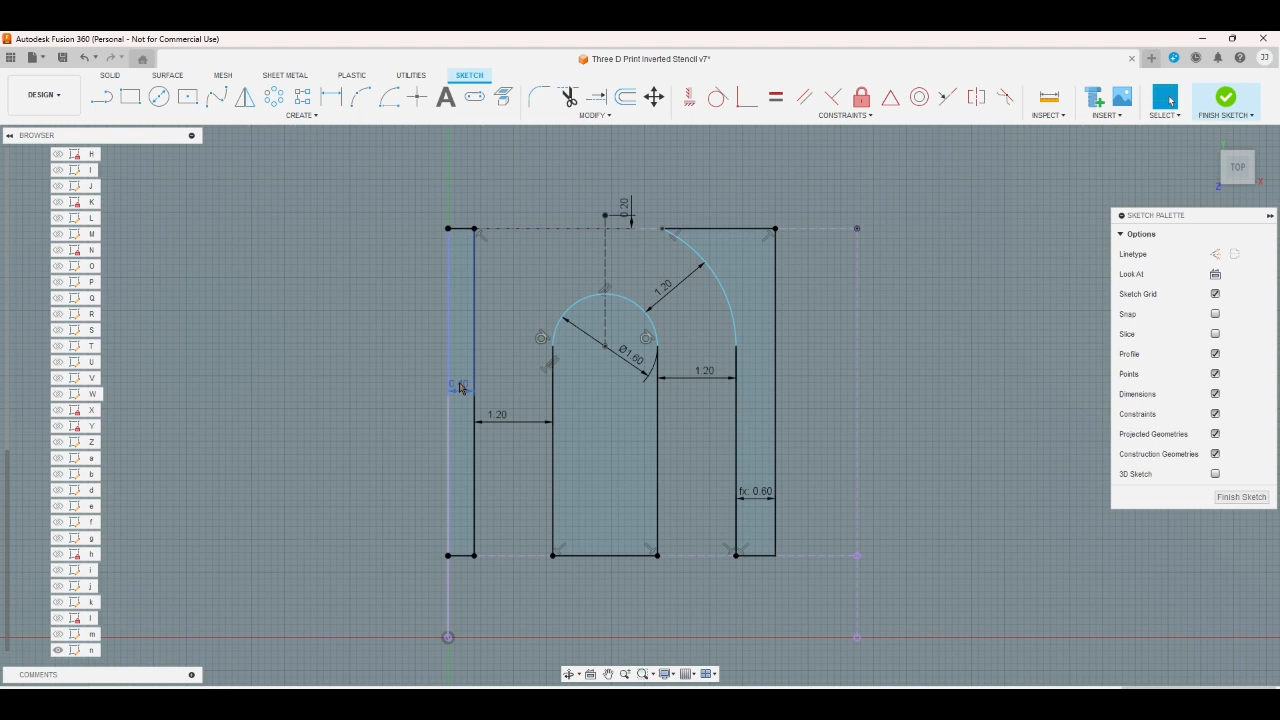 Autodesk Fusion 360 (Personal - Not for Commercial Use)
Three D Print Inverted Stencil v7*
JJ
SOLID SURFACE MESH SHEET METAL PLASTIC UTILITIES SKETCH
DESIGN
CREATE MODIFY CONSTRAINTS INSPECT INSERT SELECT FINISH SKETCH
BROWSER
H
I
J
K
L
M
N
O
P
Q
R
S
T
U
V
W
X
Y
Z
a
b
d
e
f
g
h
i
j
k
l
m
n
COMMENTS
0.20
1.20
Ø1.60
1.20
1.20
fx: 0.60
TOP
X
Y
Z
SKETCH PALETTE
Options
Linetype
Look At
Sketch Grid
Snap
Slice
Profile
Points
Dimensions
Constraints
Projected Geometries
Construction Geometries
3D Sketch
Finish Sketch